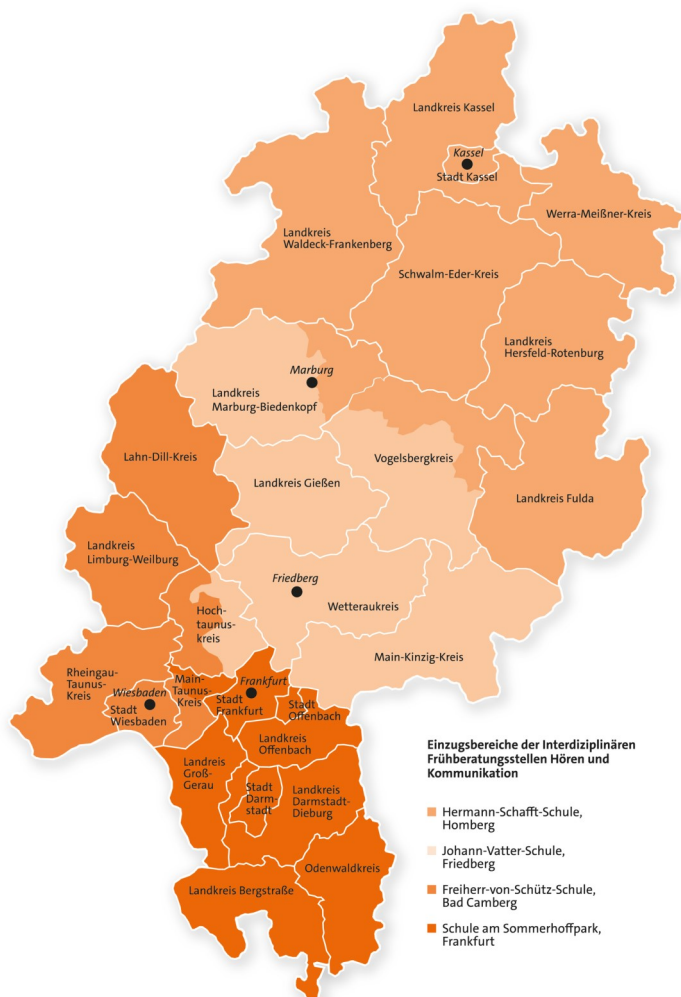 Landkreis Kassel
Kassel
Stadt Kassel
Werra-Meißner-Kreis
Landkreis
Waldeck-Frankenberg
Schwalm-Eder-Kreis
Landkreis
Hersfeld-Rotenburg
Marburg
Landkreis
Marburg-Biedenkopf
Lahn-Dill-Kreis
Vogelsbergkreis
Landkreis Gießen
Landkreis Fulda
Landkreis
Limburg-Weilburg
Friedberg
Hoch-
taunus-
kreis
Wetteraukreis
Main-Kinzig-Kreis
Rheingau-
Taunus-
Kreis
Wiesbaden
Stadt
Wiesbaden
Main-
Taunus-
Kreis
Frankfurt
Stadt
Frankfurt
Stadt
Offenbach
Landkreis
Offenbach
Landreis
Groß-
Gerau
Stadt
Darm-
stadt
Landkreis
Darmstadt-
Dieburg
Odenwaldkreis
Landkreis Bergstraße
Einzugsbereiche der Interdiziplinären
Frühberatungsstellen Hören und
Kommunikation
Hermann-Schafft-Schule,
Homberg
Johann-Vatter-Schule,
Friedberg
Freiherr-von-Schütz-Schule,
Bad Camberg
Schule am Sommerhoffpark,
Frankfurt